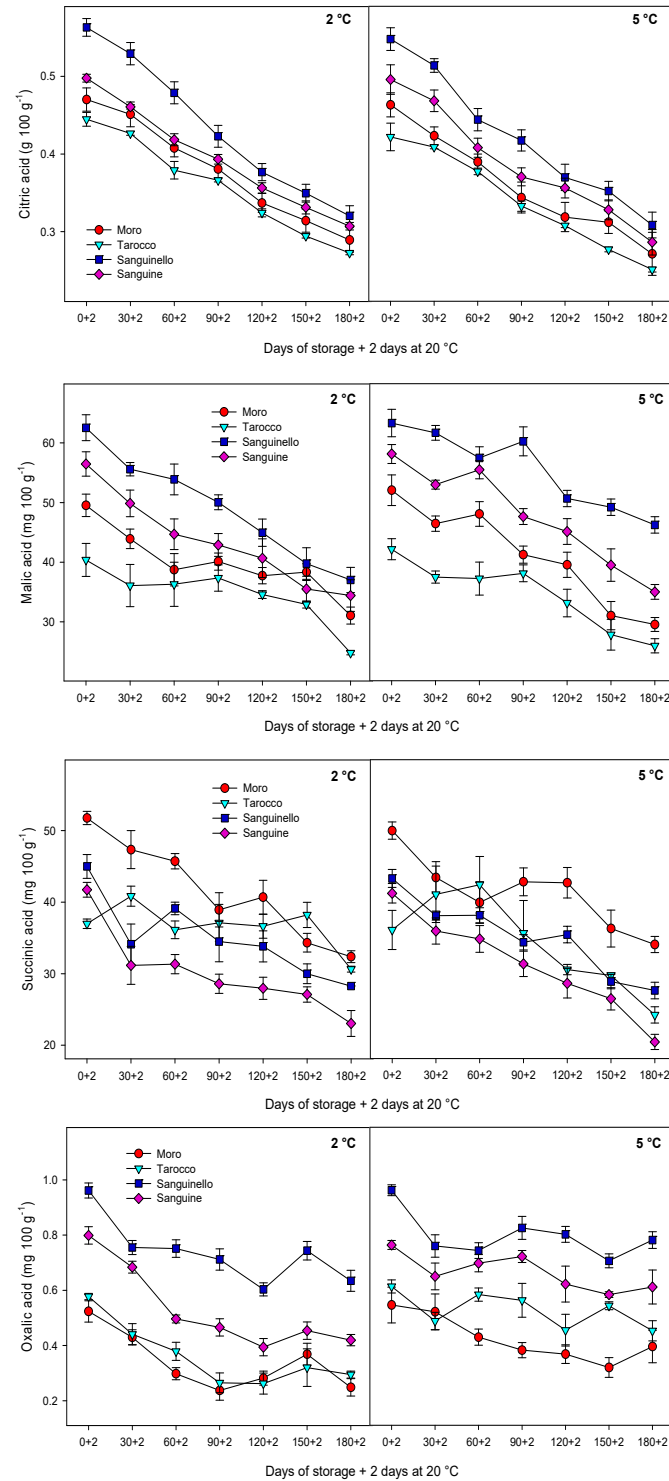 2 °C
5 °C
Citric acid (g 100 g-1)
0.5
0.4
0.3
Moro
Tarocco
Sanguinello
Sanguine
0+2 30+2 60+2 90+2 120+2 150+2 180+2 0+2 30+2 60+2 90+2 120+2 150+2 180+2
Days of storage + 2 days at 20 °C
2 °C
5 °C
Malic acid (mg 100 g-1)
60
50
40
30
Moro
Tarocco
Sanguinello
Sanguine
0+2 30+2 60+2 90+2 120+2 150+2 180+2 0+2 30+2 60+2 90+2 120+2 150+2 180+2
Days of storage + 2 days at 20 °C
2 °C
5 °C
Succinic acid (mg 100 g-1)
50
40
30
20
Moro
Tarocco
Sanguinello
Sanguine
0+2 30+2 60+2 90+2 120+2 150+2 180+2 0+2 30+2 60+2 90+2 120+2 150+2 180+2
Days of storage + 2 days at 20 °C
2 °C
5 °C
Oxalic acid (mg 100 g-1)
1.0
0.8
0.6
0.4
0.2
Moro
Tarocco
Sanguinello
Sanguine
0+2 30+2 60+2 90+2 120+2 150+2 180+2 0+2 30+2 60+2 90+2 120+2 150+2 180+2
Days of storage + 2 days at 20 °C